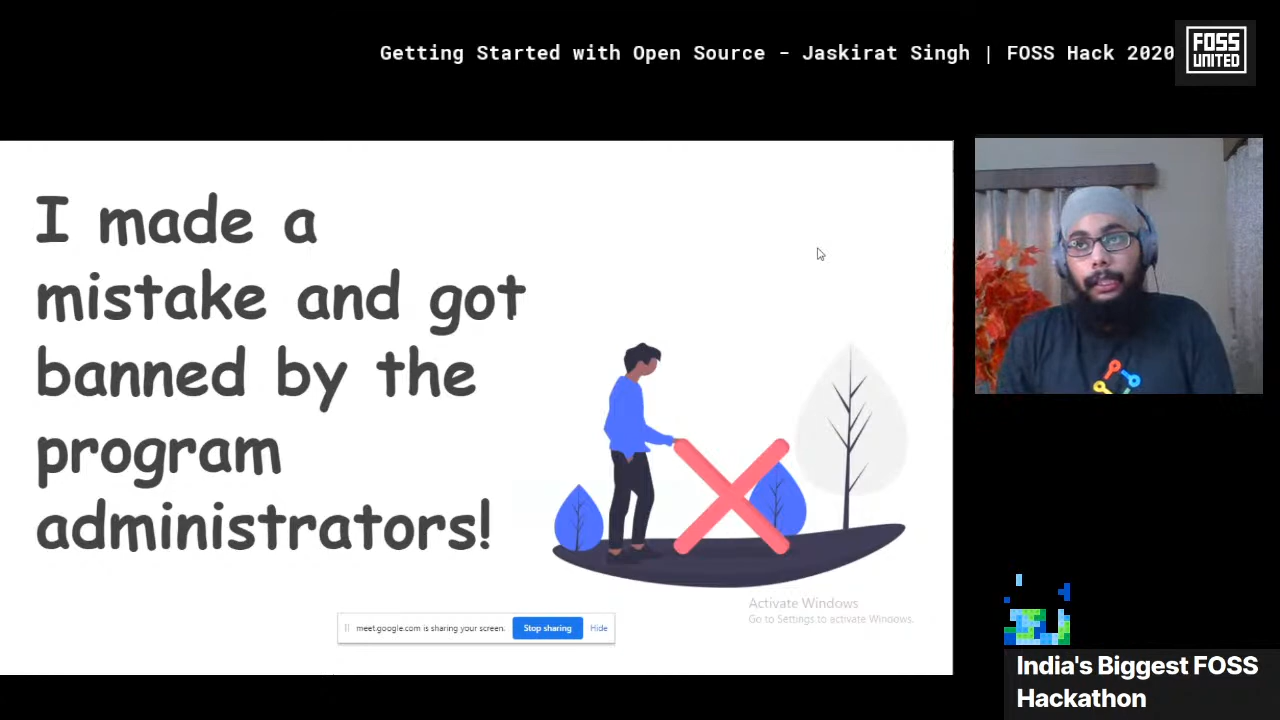 Getting Started with Open Source - Jaskirat Singh | FOSS Hack 2020
FOSS
UNITED
I made a
mistake and got
banned by the
program
administrators!
Activate Windows
Go to Settings to activate Windows.
meet.google.com is sharing your screen.
Stop sharing
Hide
India's Biggest FOSS
Hackathon